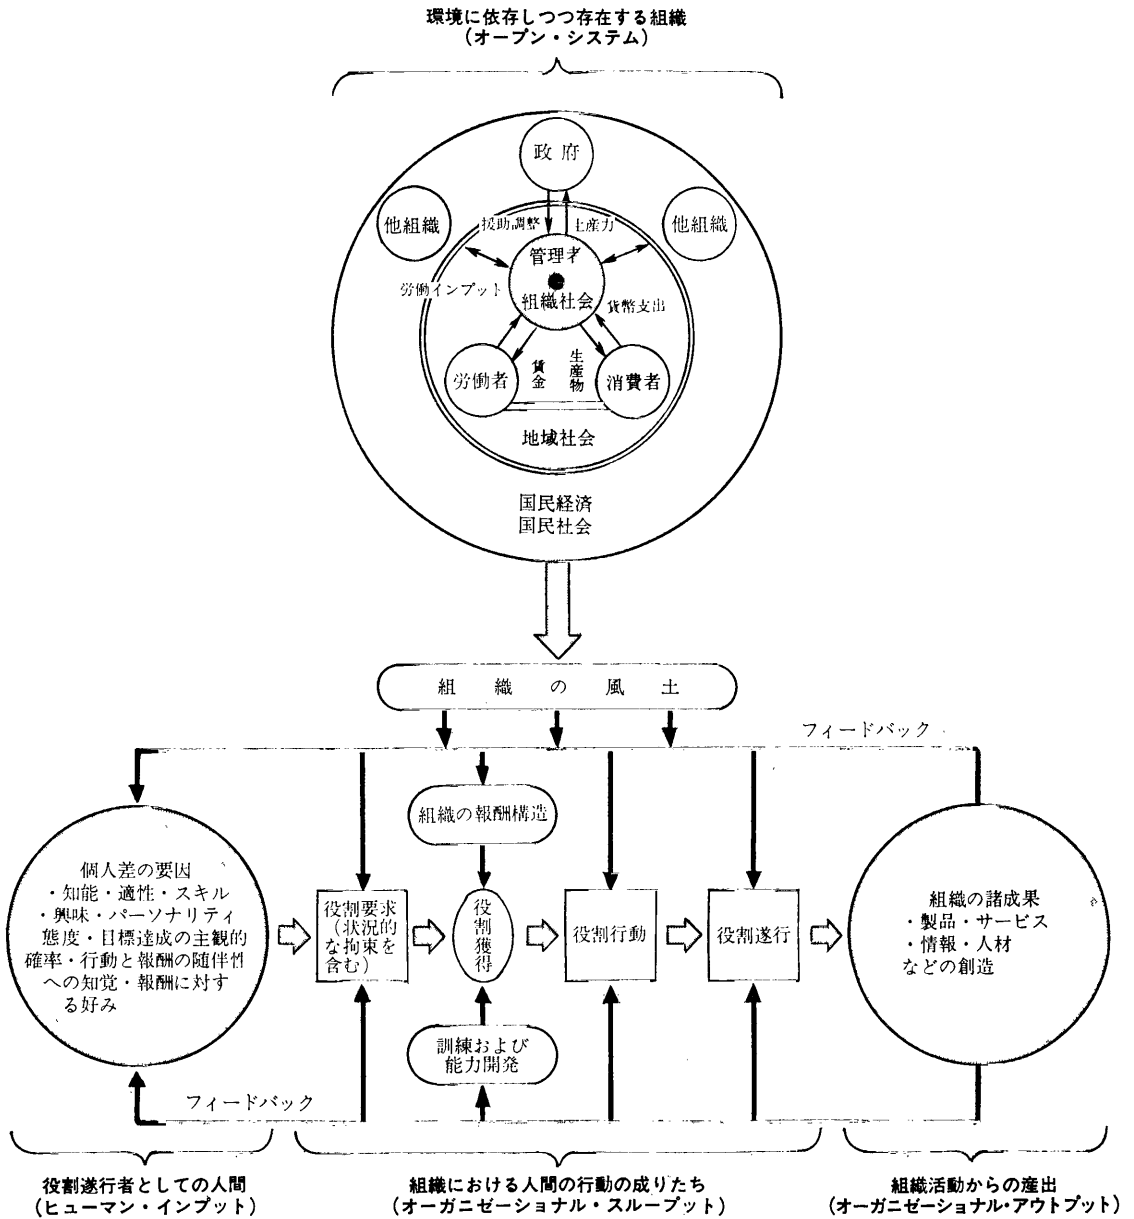 環境に依存しつつ存在する組織
(オープン・システム)
政府
他組織
他組織
援助調整
生産力
管理者
組織社会
労働インプット
貨幣支出
労働者
賃金
生産物
消費者
地域社会
国民経済
国民社会
組織の風土
フィードバック
組織の報酬構造
個人差の要因
・知能・適性・スキル
・興味・パーソナリティ
態度・目標達成の主観的
確率・行動と報酬の随伴性
への知覚・報酬に対す
る好み
役割要求
(状況的
な拘束を
含む)
役割獲得
役割行動
役割遂行
組織の諸成果
・製品・サービス
・情報・人材
などの創造
訓練および
能力開発
フィードバック
役割遂行者としての人間
(ヒューマン・インプット)
組織における人間の行動の成りたち
(オーガニゼーショナル・スループット)
組織活動からの産出
(オーガニゼーショナル・アウトプット)